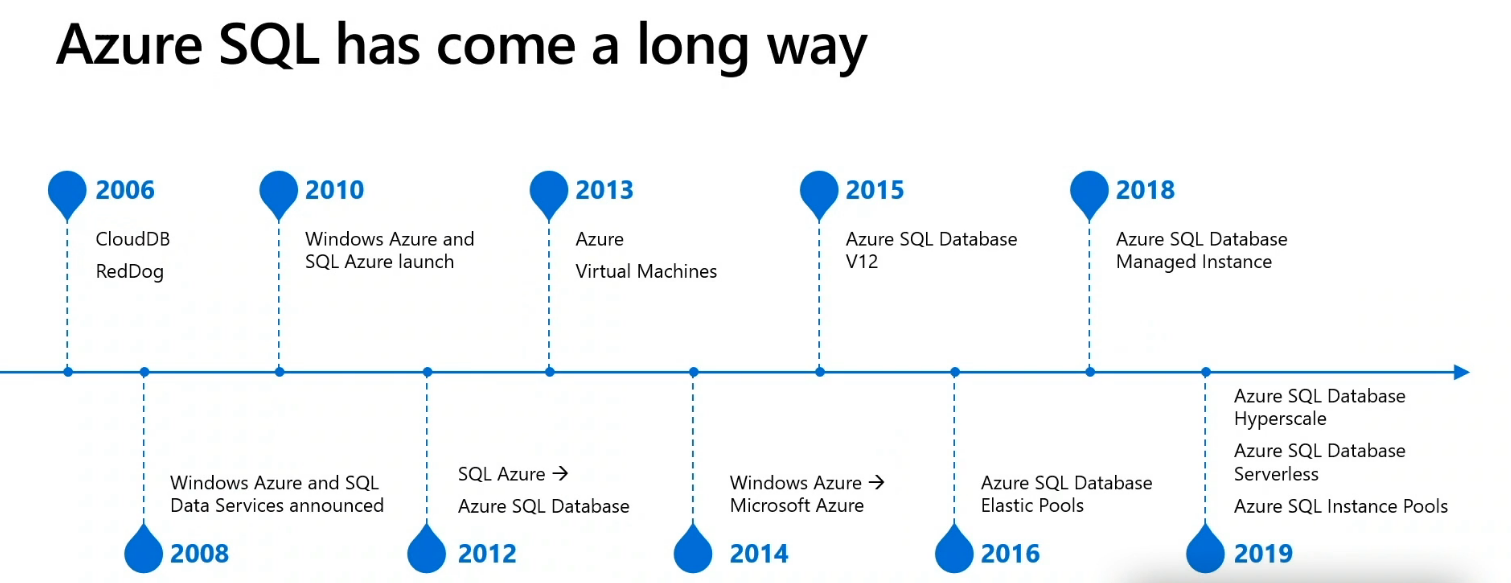 Azure SQL has come a long way
2006
CloudDB
RedDog
2010
Windows Azure and
SQL Azure launch
2013
Azure
Virtual Machines
2015
Azure SQL Database
V12
2018
Azure SQL Database
Managed Instance
Windows Azure and SQL
Data Services announced
2008
SQL Azure →
Azure SQL Database
2012
Windows Azure →
Microsoft Azure
2014
Azure SQL Database
Elastic Pools
2016
Azure SQL Database
Hyperscale
Azure SQL Database
Serverless
Azure SQL Instance Pools
2019